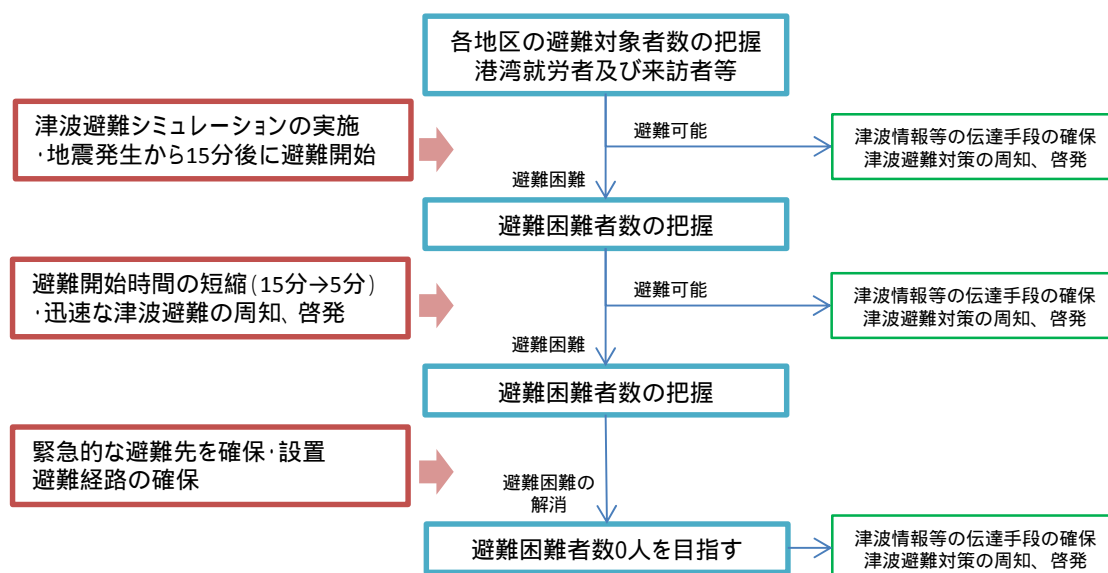 各地区の避難対象者数の把握
港湾就労者及び来訪者等
津波避難シミュレーションの実施
・地震発生から15分後に避難開始
避難可能
津波情報等の伝達手段の確保
津波避難対策の周知、啓発
避難困難
避難困難者数の把握
避難開始時間の短縮(15分→5分)
・迅速な津波避難の周知、啓発
避難可能
津波情報等の伝達手段の確保
津波避難対策の周知、啓発
避難困難
避難困難者数の把握
緊急的な避難先を確保・設置
避難経路の確保
避難困難の
解消
避難困難者数0人を目指す
津波情報等の伝達手段の確保
津波避難対策の周知、啓発